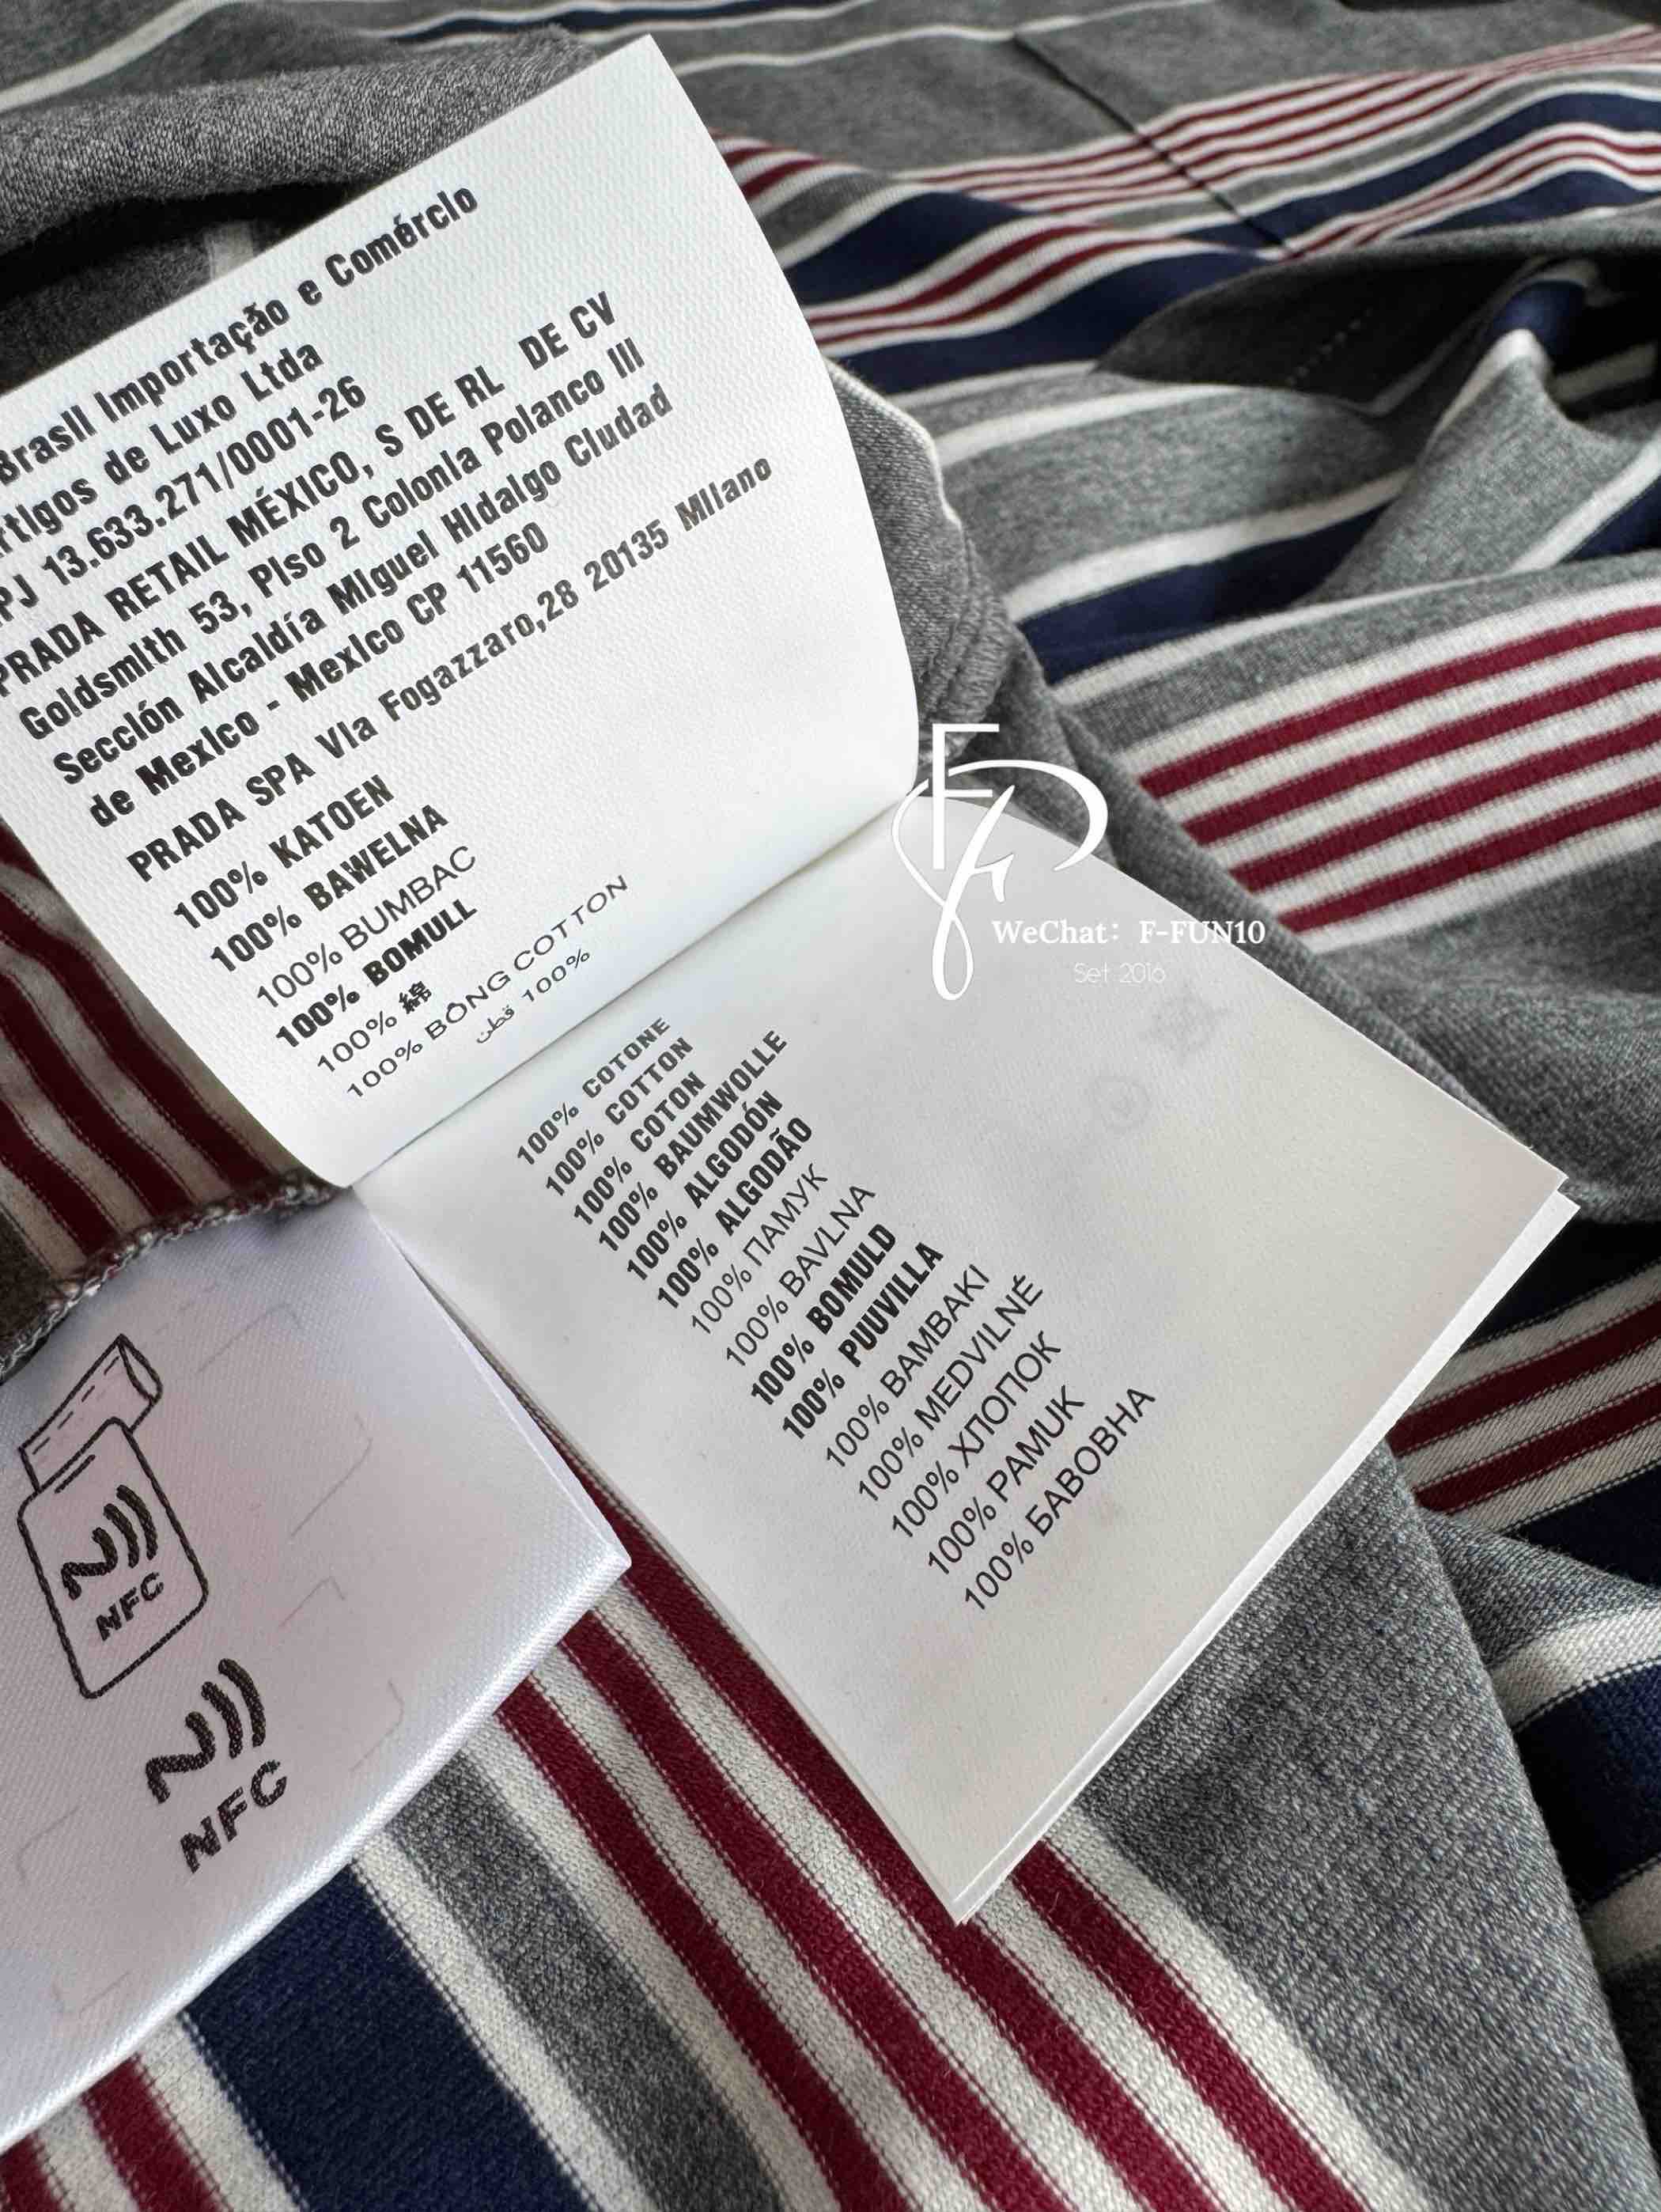 Brasil Importação e Comércio
rtigos de Luxo Ltda
PJ 13.633.271/0001-26
PRADA RETAIL MÉXICO, S DE RL DE CV
Goldsmith 53, Piso 2 Colonia Polanco III
Sección Alcaldía Miguel Hidalgo Ciudad
de Mexico - Mexico CP 11560
PRADA SPA Via Fogazzaro,28 20135 Milano
100% KATOEN
100% BAWELNA
100% BUMBAC
100% BOMULL
100% 綿
100% BÔNG COTTON
قطن 100%
100% COTONE
100% COTTON
100% COTON
100% BAUMWOLLE
100% ALGODÓN
100% ALGODÃO
100% ПАМУК
100% BAVLNA
100% BOMULD
100% PUUVILLA
100% BAMBAKI
100% MEDVILNĖ
100% ХЛОПОК
100% PAMUK
100% БАВОВНА
NFC
NFC
WeChat：F-FUN10
Set 2016